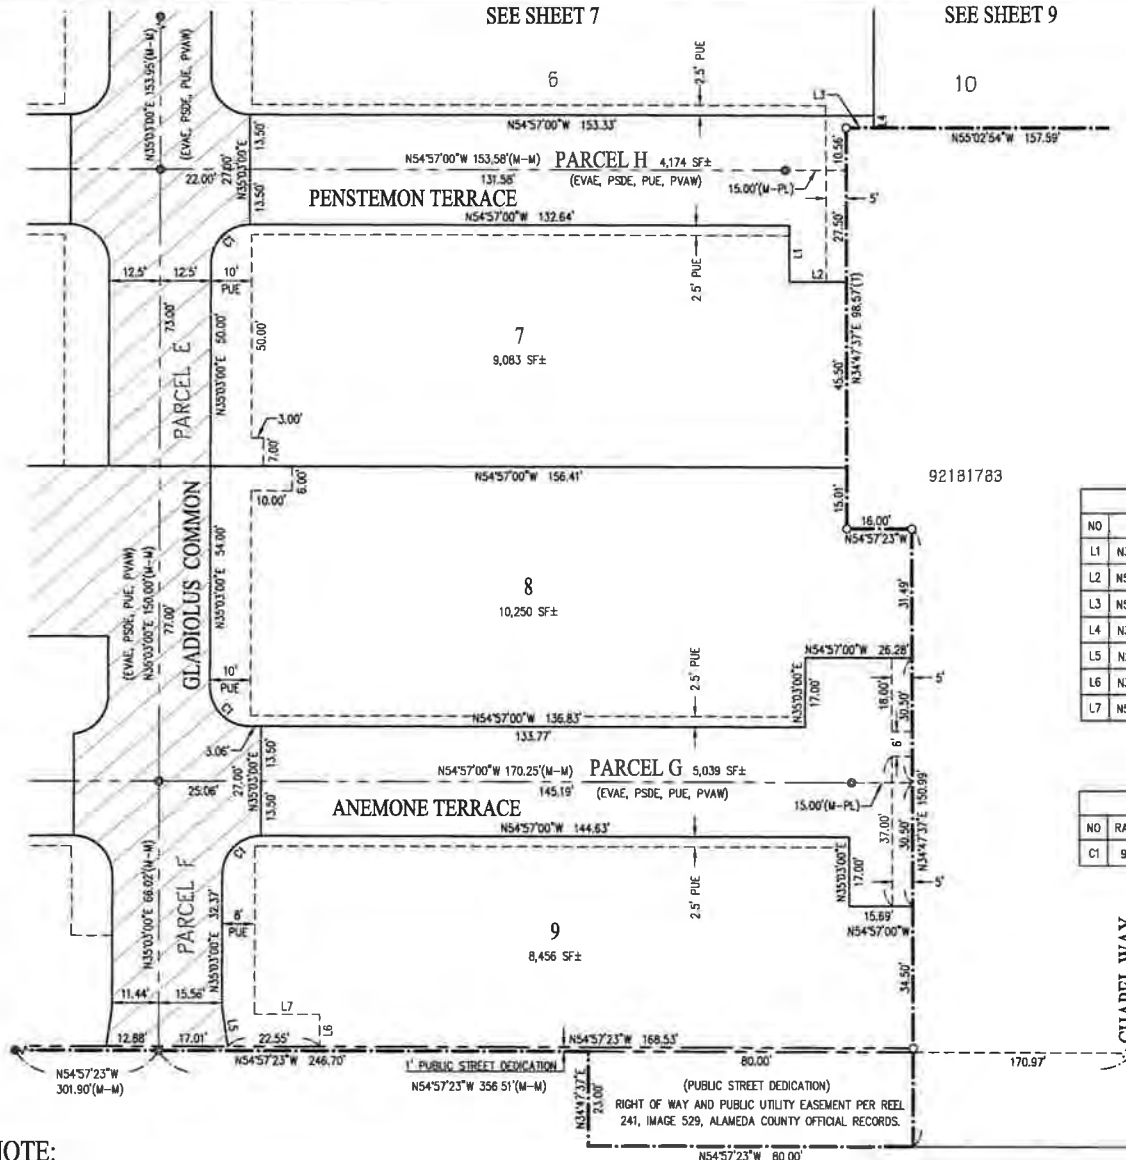 SEE SHEET 7
SEE SHEET 9
6
10
2.5' PUE
L3
L4
N35°03'00"E 153.95'(M-M)
(EVAE, PSDE, PUE, PVAW)
N54°57'00"W 153.33'
N55°02'54"W 157.59'
10.56'
13.50'
27.00'
N35°03'00"E
13.50'
22.00'
N54°57'00"W 153.58'(M-M)
PARCEL H 4,174 SF±
131.58'
(EVAE, PSDE, PUE, PVAW)
15.00'(M-PL)
5'
PENSTEMON TERRACE
N54°57'00"W 132.64'
27.50'
C1
L1
L2
2.5' PUE
12.5'
12.5'
10'
PUE
73.00'
PARCEL E
N35°03'00"E 50.00'
50.00'
7
9,083 SF±
45.50'
N34°47'37"E 98.57'(T)
3.00'
7.00'
N54°57'00"W 156.41'
6.00'
10.00'
15.01'
92181783
16.00'
N54°57'23"W
GLADIOLUS COMMON
(EVAE, PSDE, PUE, PVAW)
N35°03'00"E 150.00'(M-M)
77.00'
N35°03'00"E 54.00'
8
10,250 SF±
31.49'
NO
L1
L2
L3
L4
L5
L6
L7
N54°57'00"W 26.28'
10'
PUE
2.5' PUE
N35°03'00"E
17.00'
18.00'
30.50'
5'
C1
N54°57'00"W 136.83'
133.77'
3.06'
13.50'
27.00'
N35°03'00"E
13.50'
25.06'
N54°57'00"W 170.25'(M-M)
PARCEL G 5,039 SF±
145.19'
(EVAE, PSDE, PUE, PVAW)
6'
15.00'(M-PL)
N34°47'37"E 150.99'
ANEMONE TERRACE
N54°57'00"W 144.63'
37.00'
30.50'
NO
C1
C1
N35°03'00"E 68.02'(M-M)
PARCEL F
N35°03'00"E 32.37'
8'
PUE
2.5' PUE
N35°03'00"E
17.00'
5'
15.69'
N54°57'00"W
9
8,456 SF±
34.50'
CHAPEL WAY
11.44'
15.56'
L5
L7
L6
12.88'
17.01'
22.55'
N54°57'23"W 168.53'
N54°57'23"W 246.70'
80.00'
170.97'
N54°57'23"W
301.90'(M-M)
1' PUBLIC STREET DEDICATION
N54°57'23"W 356.51'(M-M)
N34°47'37"E
23.00'
(PUBLIC STREET DEDICATION)
RIGHT OF WAY AND PUBLIC UTILITY EASEMENT PER REEL
241, IMAGE 529, ALAMEDA COUNTY OFFICIAL RECORDS.
N54°57'23"W 80.00'
NOTE: